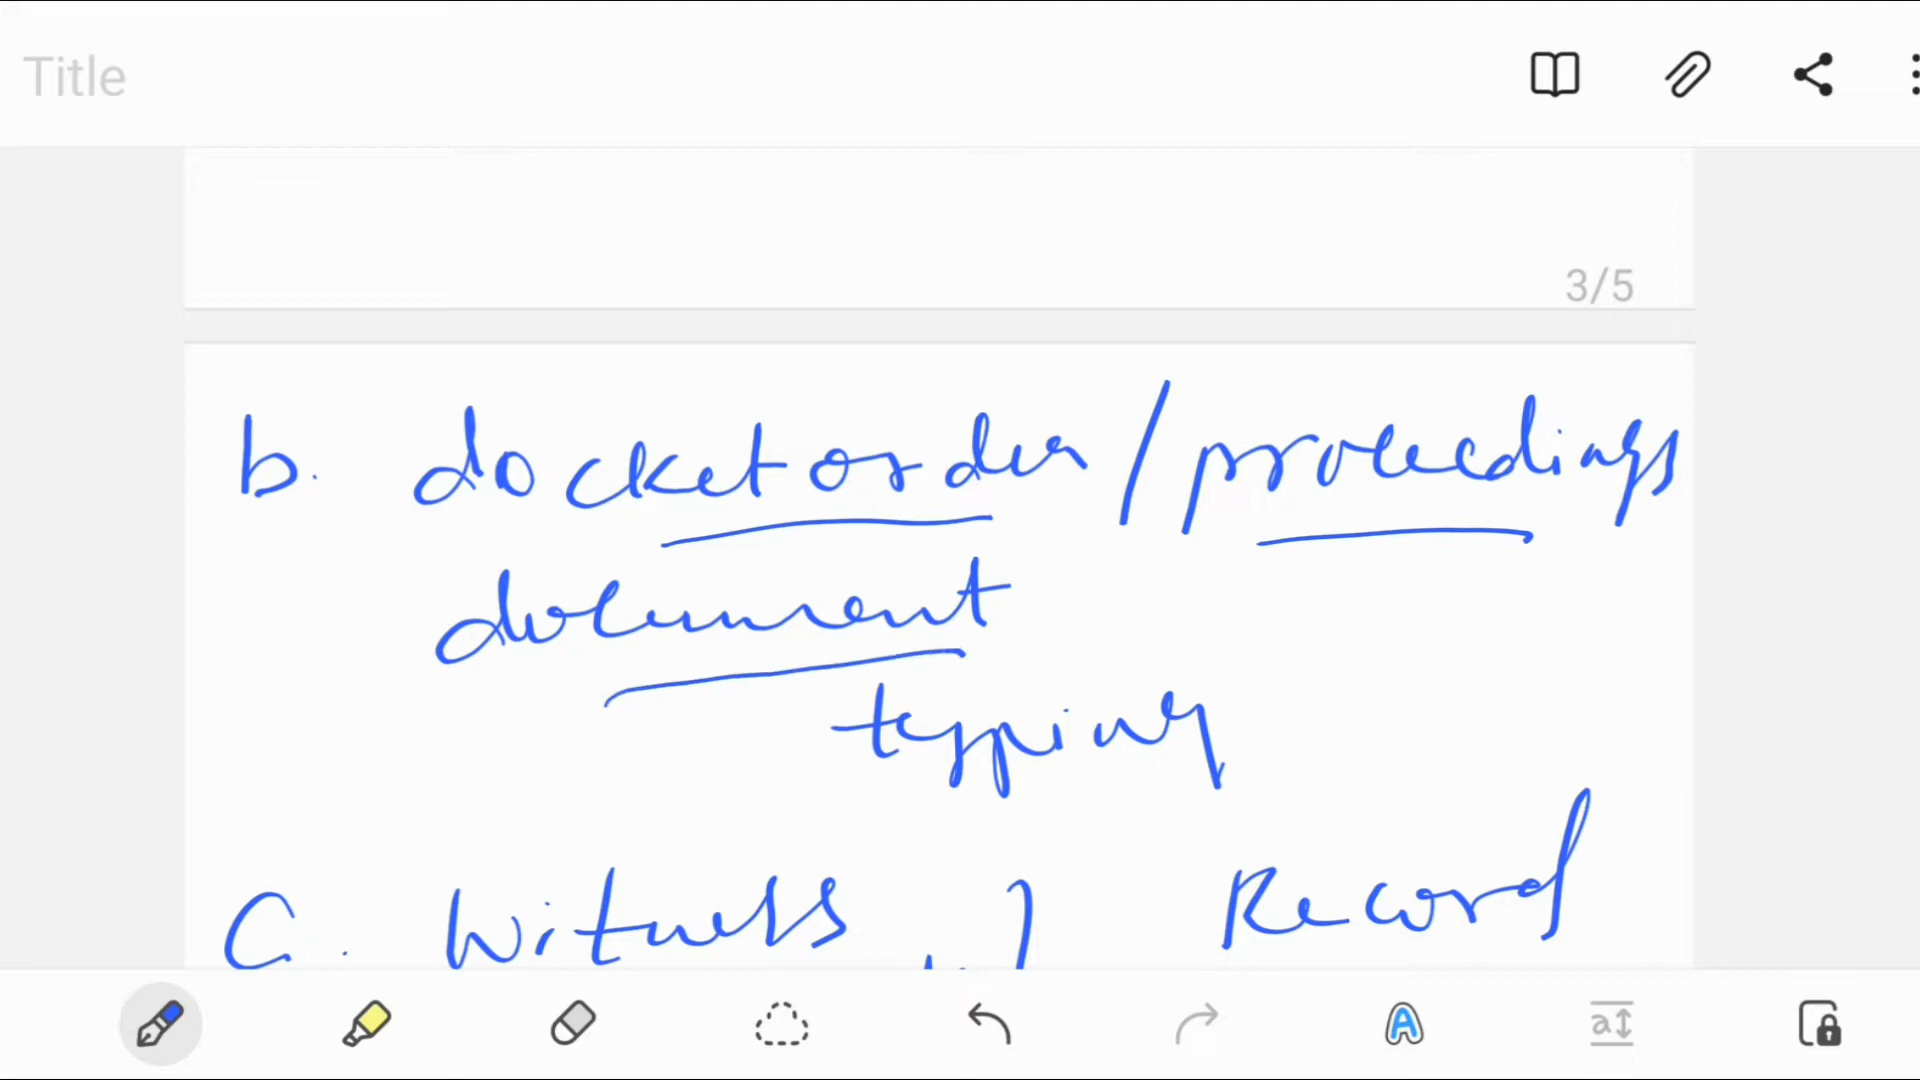 Title
3/5
b. docket order / proceedings
document
typing
C. Witness Record